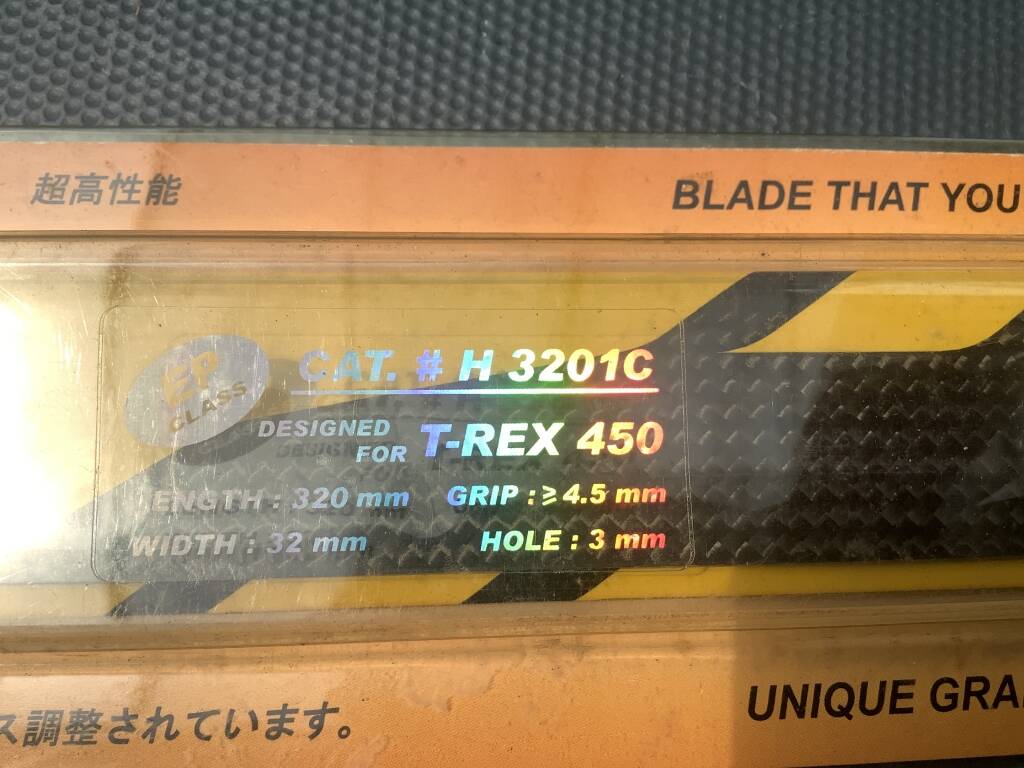 超高性能
BLADE THAT YOU
EP
CLASS
CAT. # H 3201C
DESIGNED
FOR T-REX 450
LENGTH : 320 mm GRIP : ≥ 4.5 mm
WIDTH : 32 mm HOLE : 3 mm
ス調整されています。
UNIQUE GRA